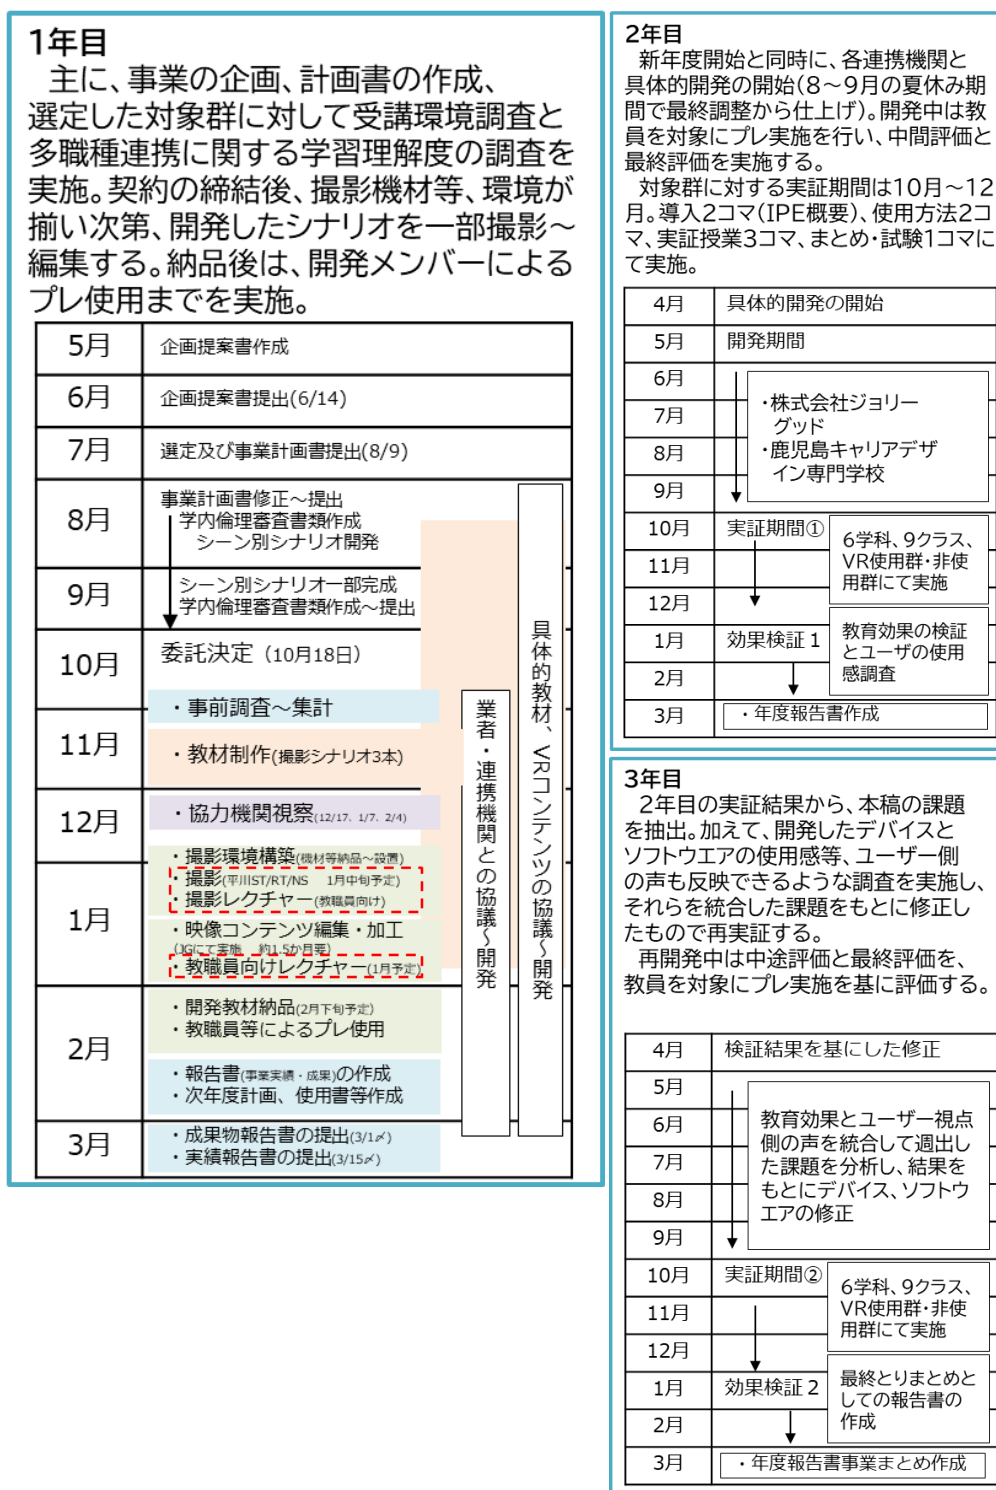 1年目
主に、事業の企画、計画書の作成、
選定した対象群に対して受講環境調査と
多職種連携に関する学習理解度の調査を
実施。契約の締結後、撮影機材等、環境が
揃い次第、開発したシナリオを一部撮影～
編集する。納品後は、開発メンバーによる
プレ使用までを実施。
5月
企画提案書作成
6月
企画提案書提出(6/14)
7月
選定及び事業計画書提出(8/9)
8月
事業計画書修正～提出
学内倫理審査書類作成
シーン別シナリオ開発
9月
シーン別シナリオ一部完成
学内倫理審査書類作成～提出
10月
委託決定（10月18日）
・事前調査～集計
11月
・教材制作(撮影シナリオ3本)
12月
・協力機関視察(12/17、1/7、2/4)
・撮影環境構築(機材等納品～設置)
1月
・撮影(平川ST/RT/NS　1月中旬予定)
・撮影レクチャー(教職員向け)
・映像コンテンツ編集・加工
(JGにて実施　約1.5か月要)
・教職員向けレクチャー(1月予定)
2月
・開発教材納品(2月下旬予定)
・教職員等によるプレ使用
・報告書(事業実績・成果)の作成
・次年度計画、使用書等作成
3月
・成果物報告書の提出(3/1〆)
・実績報告書の提出(3/15〆)
業者・連携機関との協議～開発
具体的教材、VRコンテンツの協議～開発
2年目
新年度開始と同時に、各連携機関と
具体的開発の開始(8～9月の夏休み期
間で最終調整から仕上げ)。開発中は教
員を対象にプレ実施を行い、中間評価と
最終評価を実施する。
対象群に対する実証期間は10月～12
月。導入2コマ(IPE概要)、使用方法2コ
マ、実証授業3コマ、まとめ・試験1コマに
て実施。
4月
具体的開発の開始
5月
開発期間
6月
7月
8月
9月
・株式会社ジョリー
グッド
・鹿児島キャリアデザ
イン専門学校
10月
実証期間①
11月
12月
6学科、9クラス、
VR使用群・非使
用群にて実施
1月
効果検証1
2月
教育効果の検証
とユーザの使用
感調査
3月
・年度報告書作成
3年目
2年目の実証結果から、本稿の課題
を抽出。加えて、開発したデバイスと
ソフトウエアの使用感等、ユーザー側
の声も反映できるような調査を実施し、
それらを統合した課題をもとに修正し
たもので再実証する。
再開発中は中途評価と最終評価を、
教員を対象にプレ実施を基に評価する。
4月
検証結果を基にした修正
5月
6月
7月
8月
9月
教育効果とユーザー視点
側の声を統合して週出し
た課題を分析し、結果を
もとにデバイス、ソフトウ
エアの修正
10月
実証期間②
11月
12月
6学科、9クラス、
VR使用群・非使
用群にて実施
1月
効果検証2
2月
最終とりまとめと
しての報告書の
作成
3月
・年度報告書事業まとめ作成